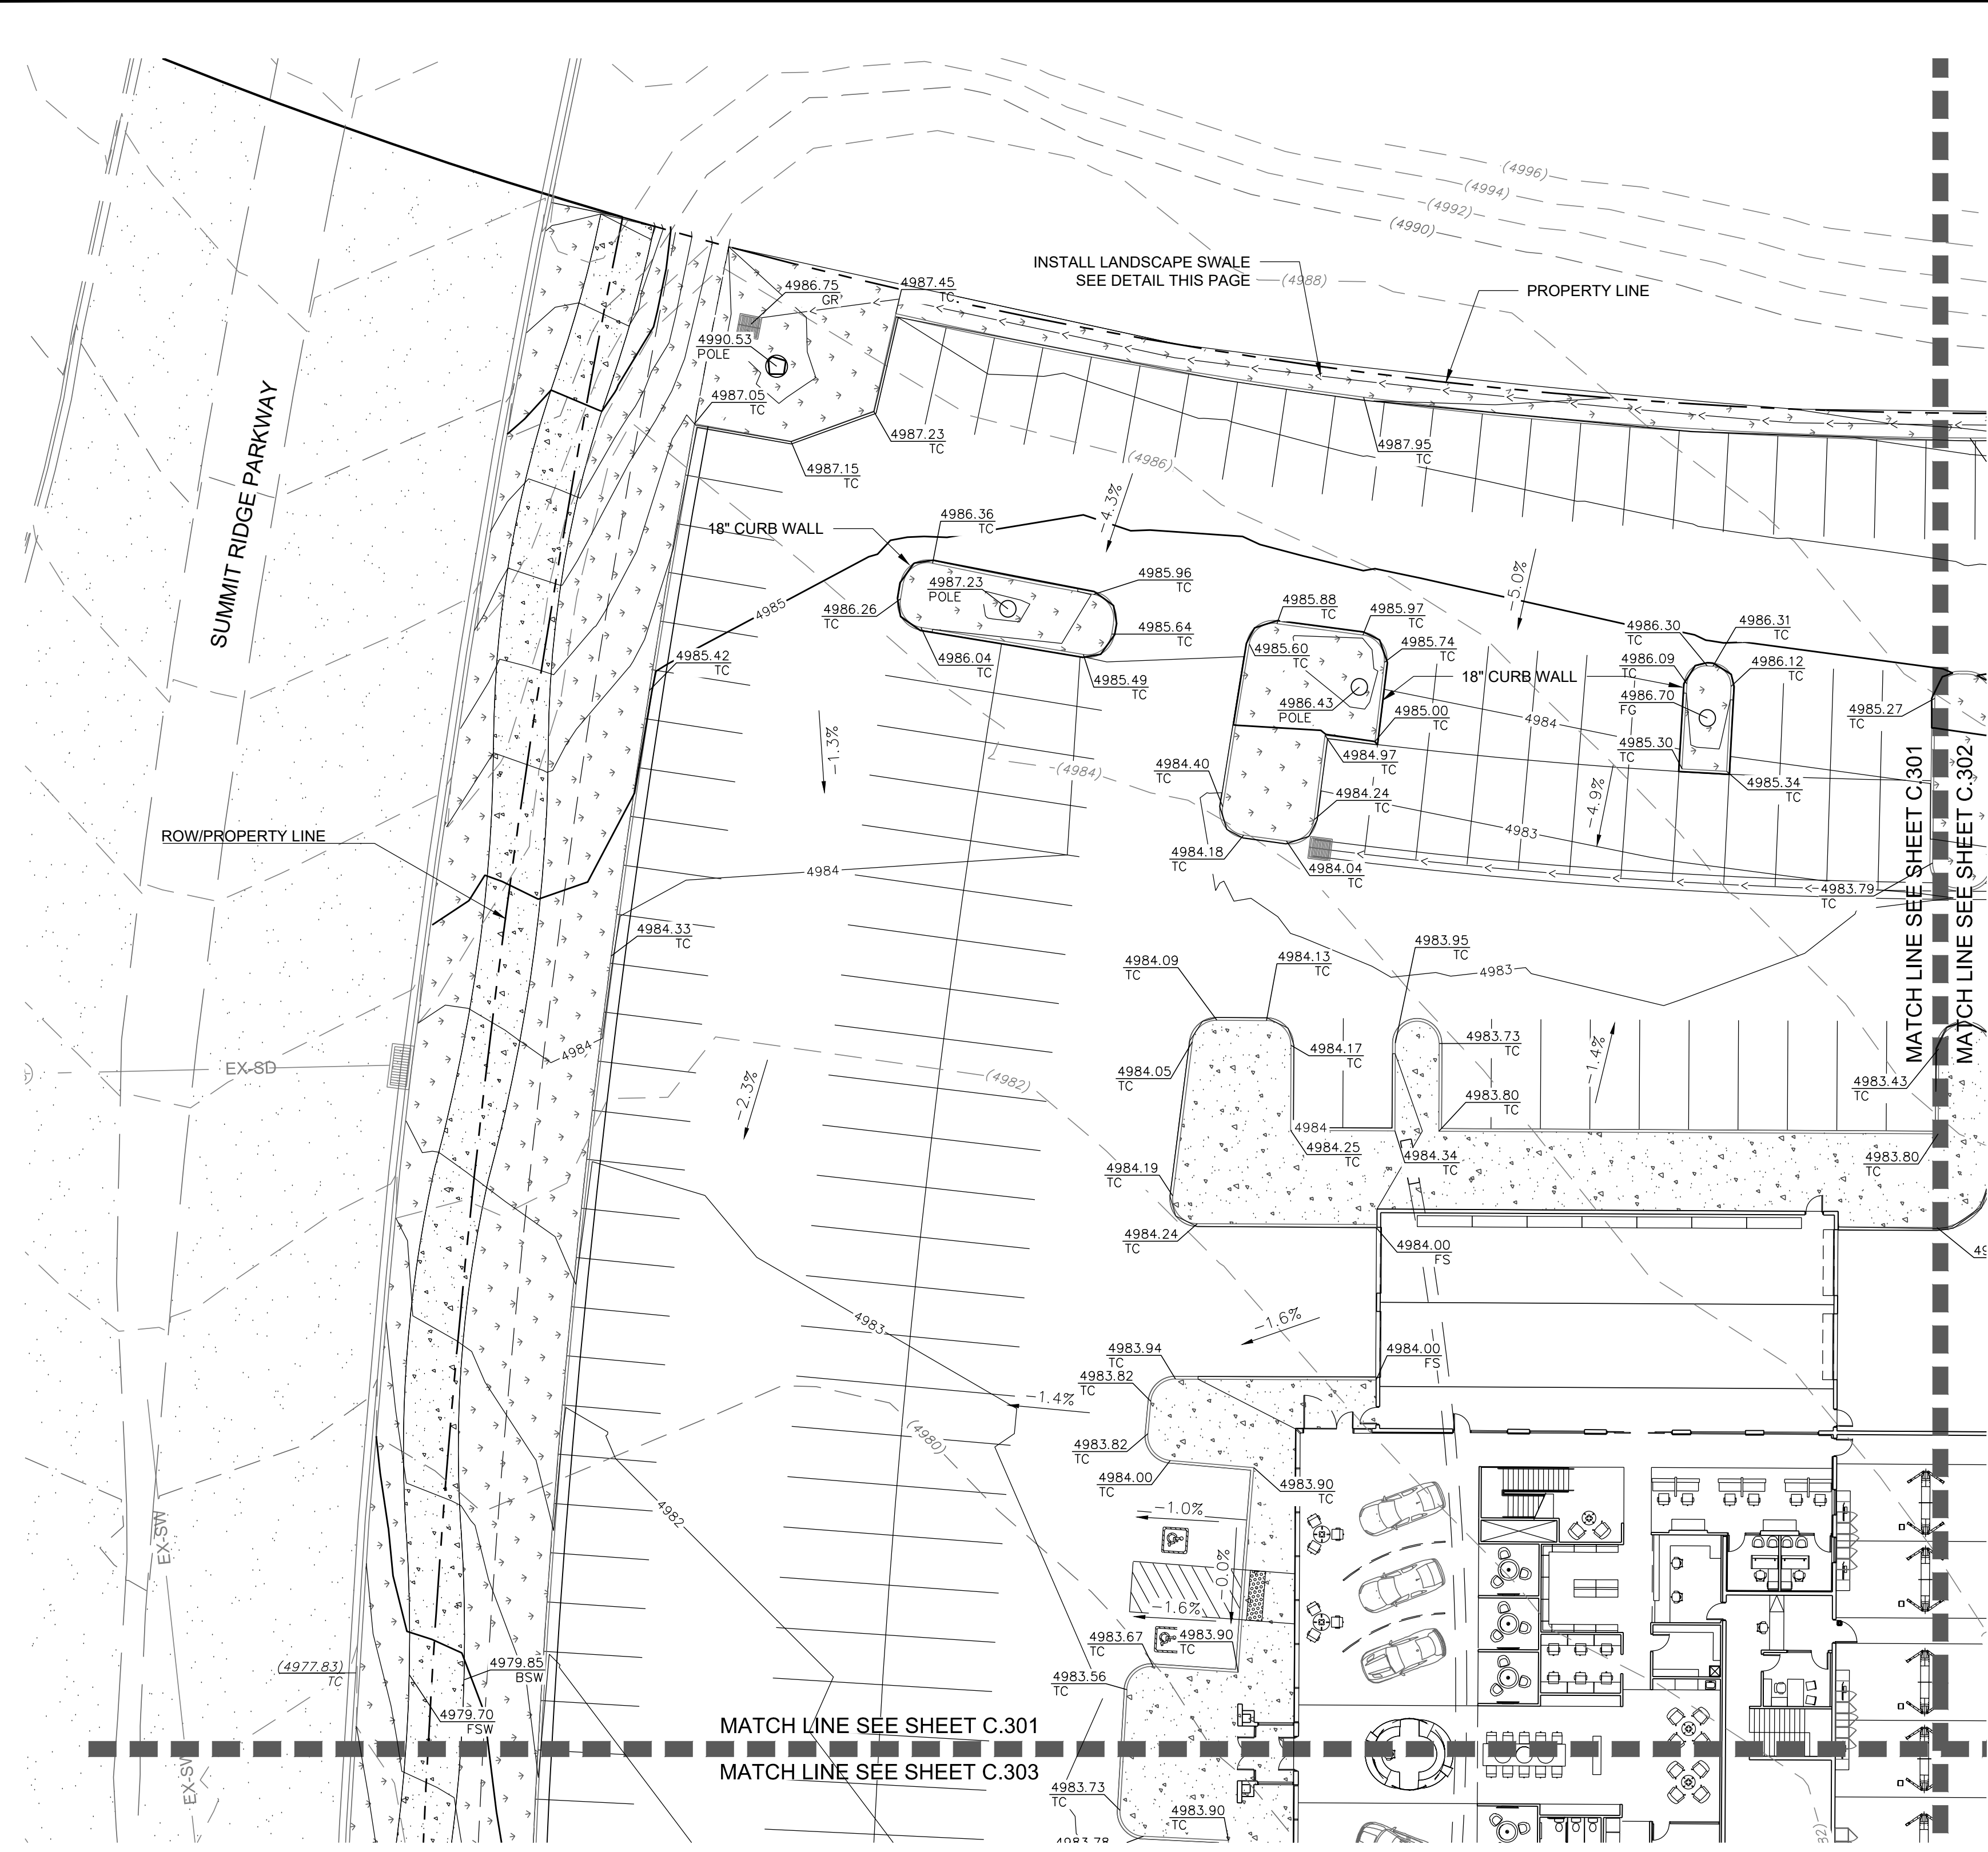 (4996)
(4994)
(4992)
(4990)
INSTALL LANDSCAPE SWALE
SEE DETAIL THIS PAGE
(4988)
PROPERTY LINE
4986.75
GR
4987.45
TC
4990.53
POLE
4987.05
TC
4987.23
TC
4987.15
TC
(4986)
4987.95
TC
-4.3%
SUMMIT RIDGE PARKWAY
18" CURB WALL
4986.36
TC
4987.23
POLE
4985.96
TC
4986.26
TC
4985
4985.64
TC
4986.04
TC
4985.49
TC
4985.42
TC
-5.0%
4985.88
TC
4985.97
TC
4985.60
TC
4985.74
TC
18" CURB WALL
4986.43
POLE
4985.00
TC
4984.97
TC
4984
4986.30
TC
4986.31
TC
4986.09
TC
4986.12
TC
4986.70
FG
4985.30
TC
4985.34
TC
4985.27
TC
-1.3%
(4984)
4984.40
TC
4984.24
TC
4984.18
TC
4984.04
TC
4983
-4.9%
4983.79
TC
MATCH LINE SEE SHEET C.301
MATCH LINE SEE SHEET C.302
ROW/PROPERTY LINE
4984
4984.33
TC
4984.09
TC
4984.13
TC
4983.95
TC
4983
EX-SD
4984
-2.3%
(4982)
4984.05
TC
4984.17
TC
4983.73
TC
-1.4%
4983.80
TC
4983.43
TC
4984
4984.25
TC
4984.34
TC
4983.80
TC
4984.19
TC
4984.24
TC
4984.00
FS
4983
-1.6%
4983.94
TC
4984.00
FS
4983.82
TC
-1.4%
(4980)
4983.82
TC
4984.00
TC
4983.90
TC
4982
EX-SW
-1.0%
-0.0%
-1.6%
4983.67
TC
4983.90
TC
4983.56
TC
(4977.83)
TC
4979.85
BSW
4979.70
FSW
MATCH LINE SEE SHEET C.301
MATCH LINE SEE SHEET C.303
EX-SW
4983.73
TC
4983.90
TC
4983.78